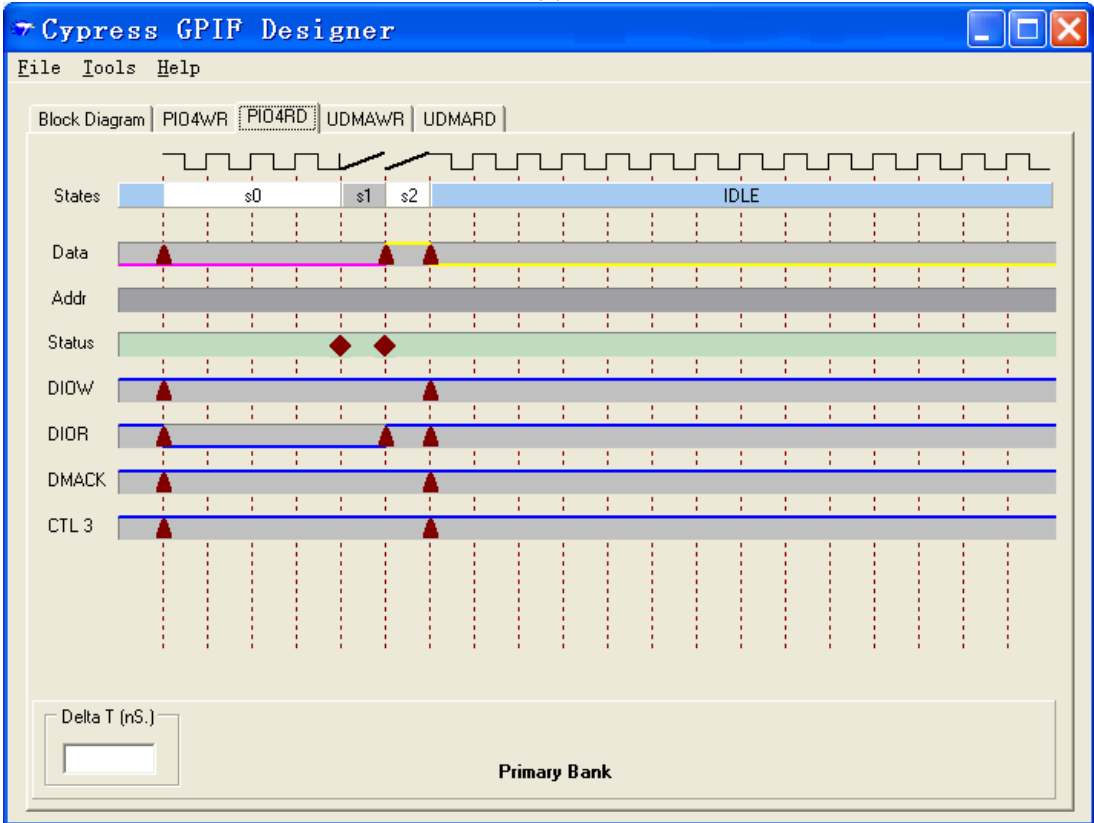 Cypress GPIF Designer
File Tools Help
Block Diagram PIO4WR PIO4RD UDMAWR UDMARD
States s0 s1 s2 IDLE
Data
Addr
Status
DIOW
DIOR
DMACK
CTL 3
Delta T (nS.)
Primary Bank